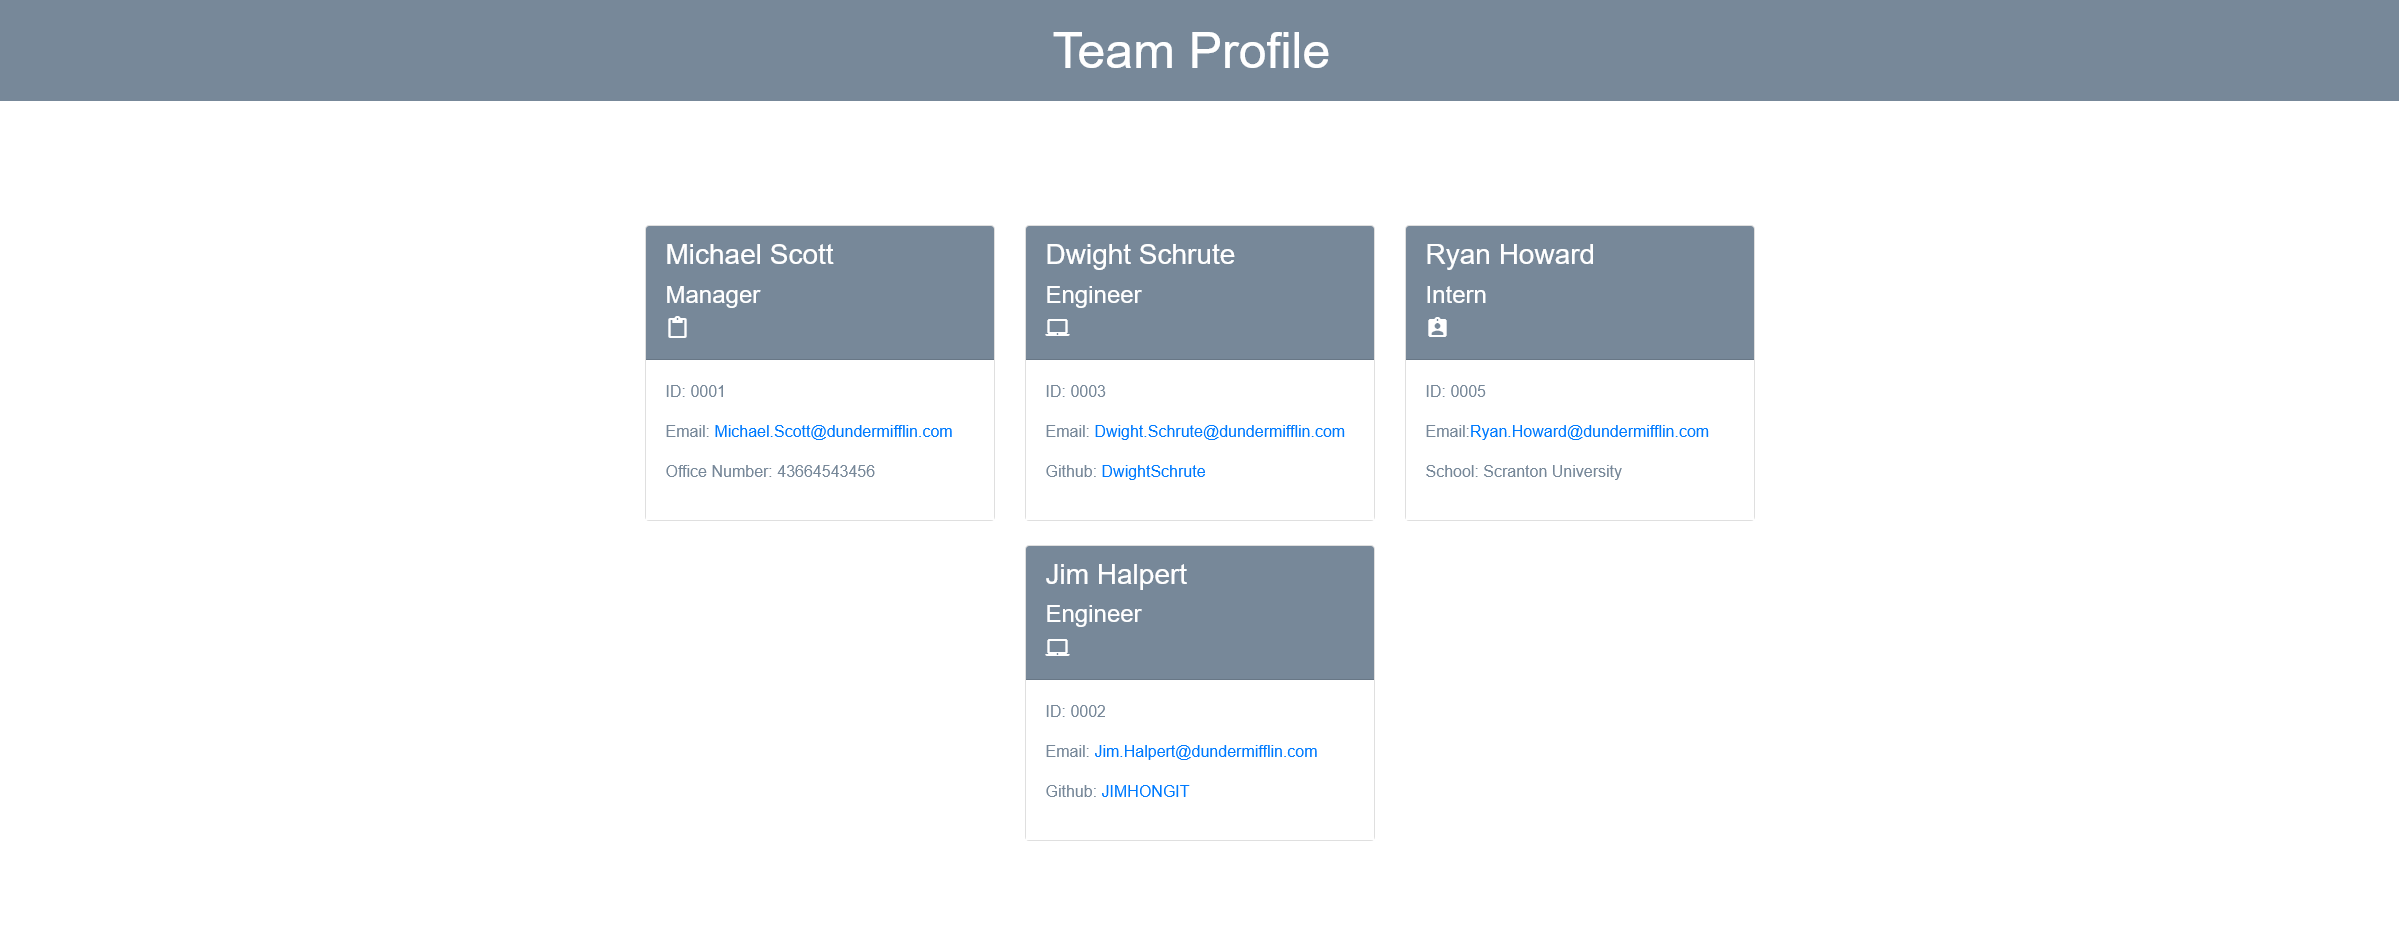 Team Profile
Michael Scott
Manager
ID: 0001
Email: Michael.Scott@dundermifflin.com
Office Number: 43664543456
Dwight Schrute
Engineer
ID: 0003
Email: Dwight.Schrute@dundermifflin.com
Github: DwightSchrute
Ryan Howard
Intern
ID: 0005
Email:Ryan.Howard@dundermifflin.com
School: Scranton University
Jim Halpert
Engineer
ID: 0002
Email: Jim.Halpert@dundermifflin.com
Github: JIMHONGIT